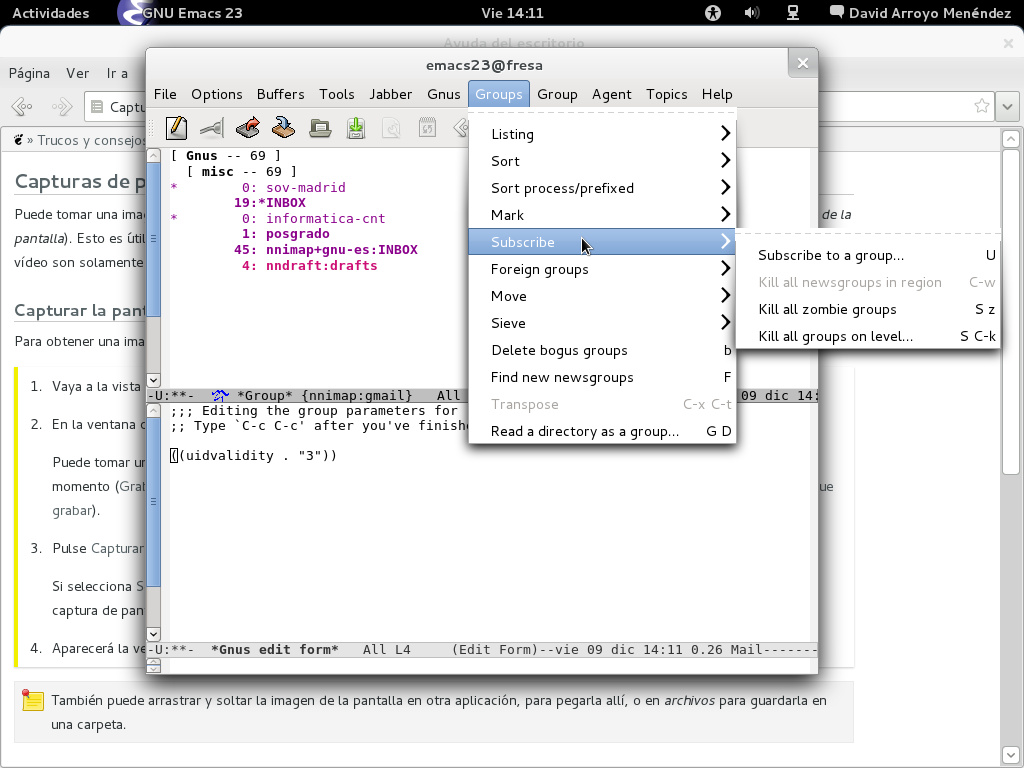 Actividades GNU Emacs 23 Vie 14:11 David Arroyo Menéndez
Ayuda del escritorio
Página Ver Ir a
emacs23@fresa
File Options Buffers Tools Jabber Gnus Groups Group Agent Topics Help
» Trucos y consejos
Capturas de p
Puede tomar una ima
de la
pantalla). Esto es útil
vídeo son solamente
Capturar la pant
Para obtener una ima
1. Vaya a la vista
2. En la ventana d
Puede tomar un
momento (Grab
ue
grabar).
3. Pulse Capturar
Si selecciona S
captura de pan
4. Aparecerá la ve
También puede arrastrar y soltar la imagen de la pantalla en otra aplicación, para pegarla allí, o en archivos para guardarla en
una carpeta.
[ Gnus -- 69 ]
[ misc -- 69 ]
* 0: sov-madrid
19:*INBOX
* 0: informatica-cnt
1: posgrado
45: nnimap+gnu-es:INBOX
4: nndraft:drafts
-U:**- *Group* {nnimap:gmail} All 09 dic 14:
;;; Editing the group parameters for
;; Type `C-c C-c' after you've finishe
((uidvalidity . "3"))
-U:**- *Gnus edit form* All L4 (Edit Form)--vie 09 dic 14:11 0.26 Mail-------
Listing
Sort
Sort process/prefixed
Mark
Subscribe
Foreign groups
Move
Sieve
Delete bogus groups b
Find new newsgroups F
Transpose C-x C-t
Read a directory as a group... G D
Subscribe to a group... U
Kill all newsgroups in region C-w
Kill all zombie groups S z
Kill all groups on level... S C-k